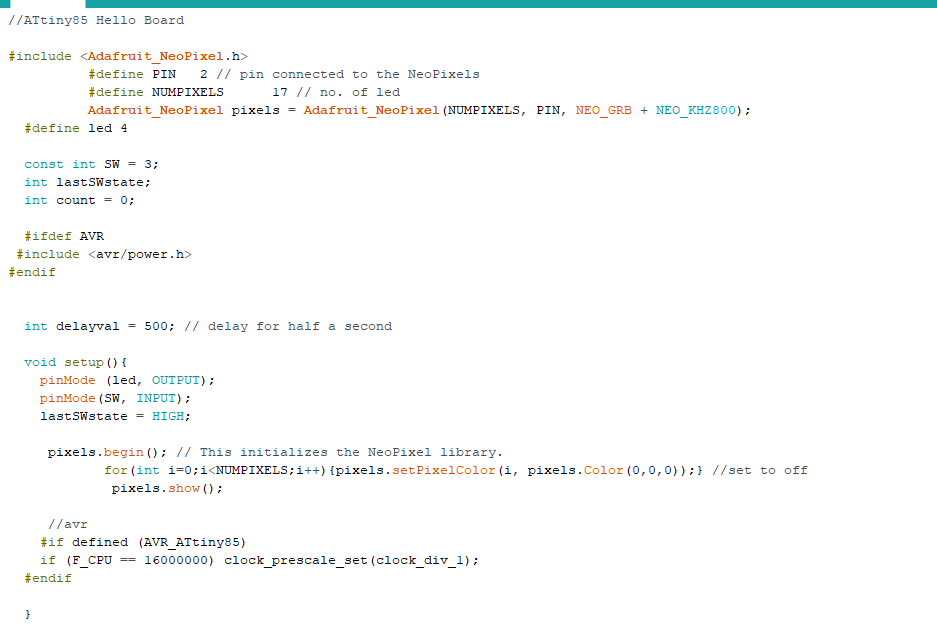 //ATtiny85 Hello Board
#include <Adafruit_NeoPixel.h>
#define PIN   2 // pin connected to the NeoPixels
#define NUMPIXELS      17 // no. of led
Adafruit_NeoPixel pixels = Adafruit_NeoPixel(NUMPIXELS, PIN, NEO_GRB + NEO_KHZ800);
#define led 4
const int SW = 3;
int lastSWstate;
int count = 0;
#ifdef AVR
#include <avr/power.h>
#endif
int delayval = 500; // delay for half a second
void setup(){
pinMode (led, OUTPUT);
pinMode(SW, INPUT);
lastSWstate = HIGH;
pixels.begin(); // This initializes the NeoPixel library.
for(int i=0;i<NUMPIXELS;i++){pixels.setPixelColor(i, pixels.Color(0,0,0));} //set to off
pixels.show();
//avr
#if defined (AVR_ATtiny85)
if (F_CPU == 16000000) clock_prescale_set(clock_div_1);
#endif
}